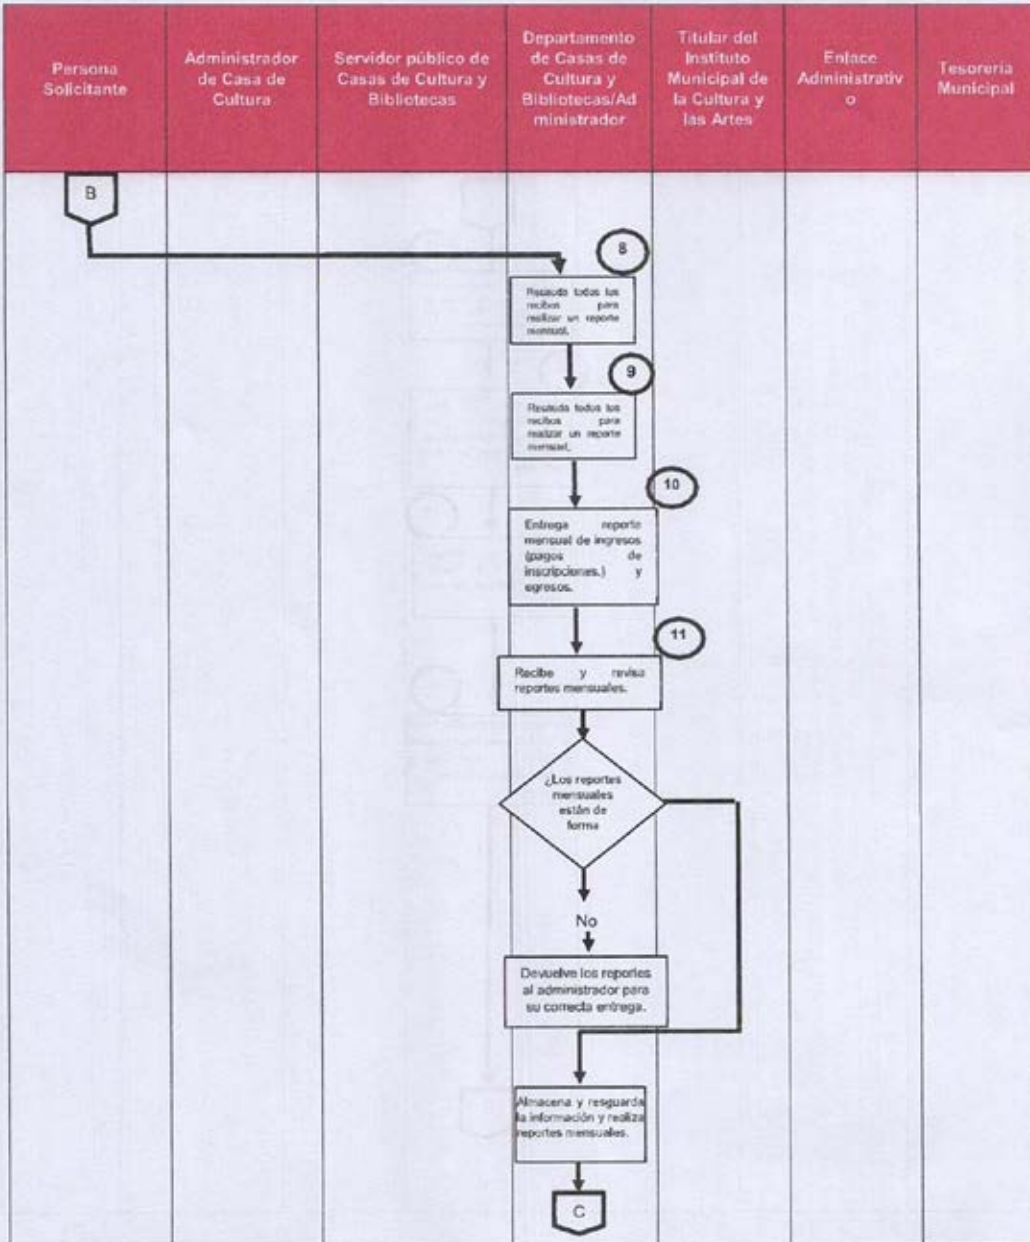 Persona
Solicitante
Administrador
de Casa de
Cultura
Servidor público de
Casas de Cultura y
Bibliotecas
Departamento
de Casas de
Cultura y
Bibliotecas/Ad
ministrador
Titular del
Instituto
Municipal de
la Cultura y
las Artes
Enlace
Administrativ
o
Tesorería
Municipal
B
8
Recauda todos los
recibos para
realizar un reporte
mensual.
9
Recauda todos los
recibos para
realizar un reporte
mensual.
10
Entrega reporte
mensual de ingresos
(pagos de
inscripciones.) y
egresos.
11
Recibe y revisa
reportes mensuales.
¿Los reportes
mensuales
están de
forma
No
Devuelve los reportes
al administrador para
su correcta entrega.
Almacena y resguarda
la información y realiza
reportes mensuales.
C